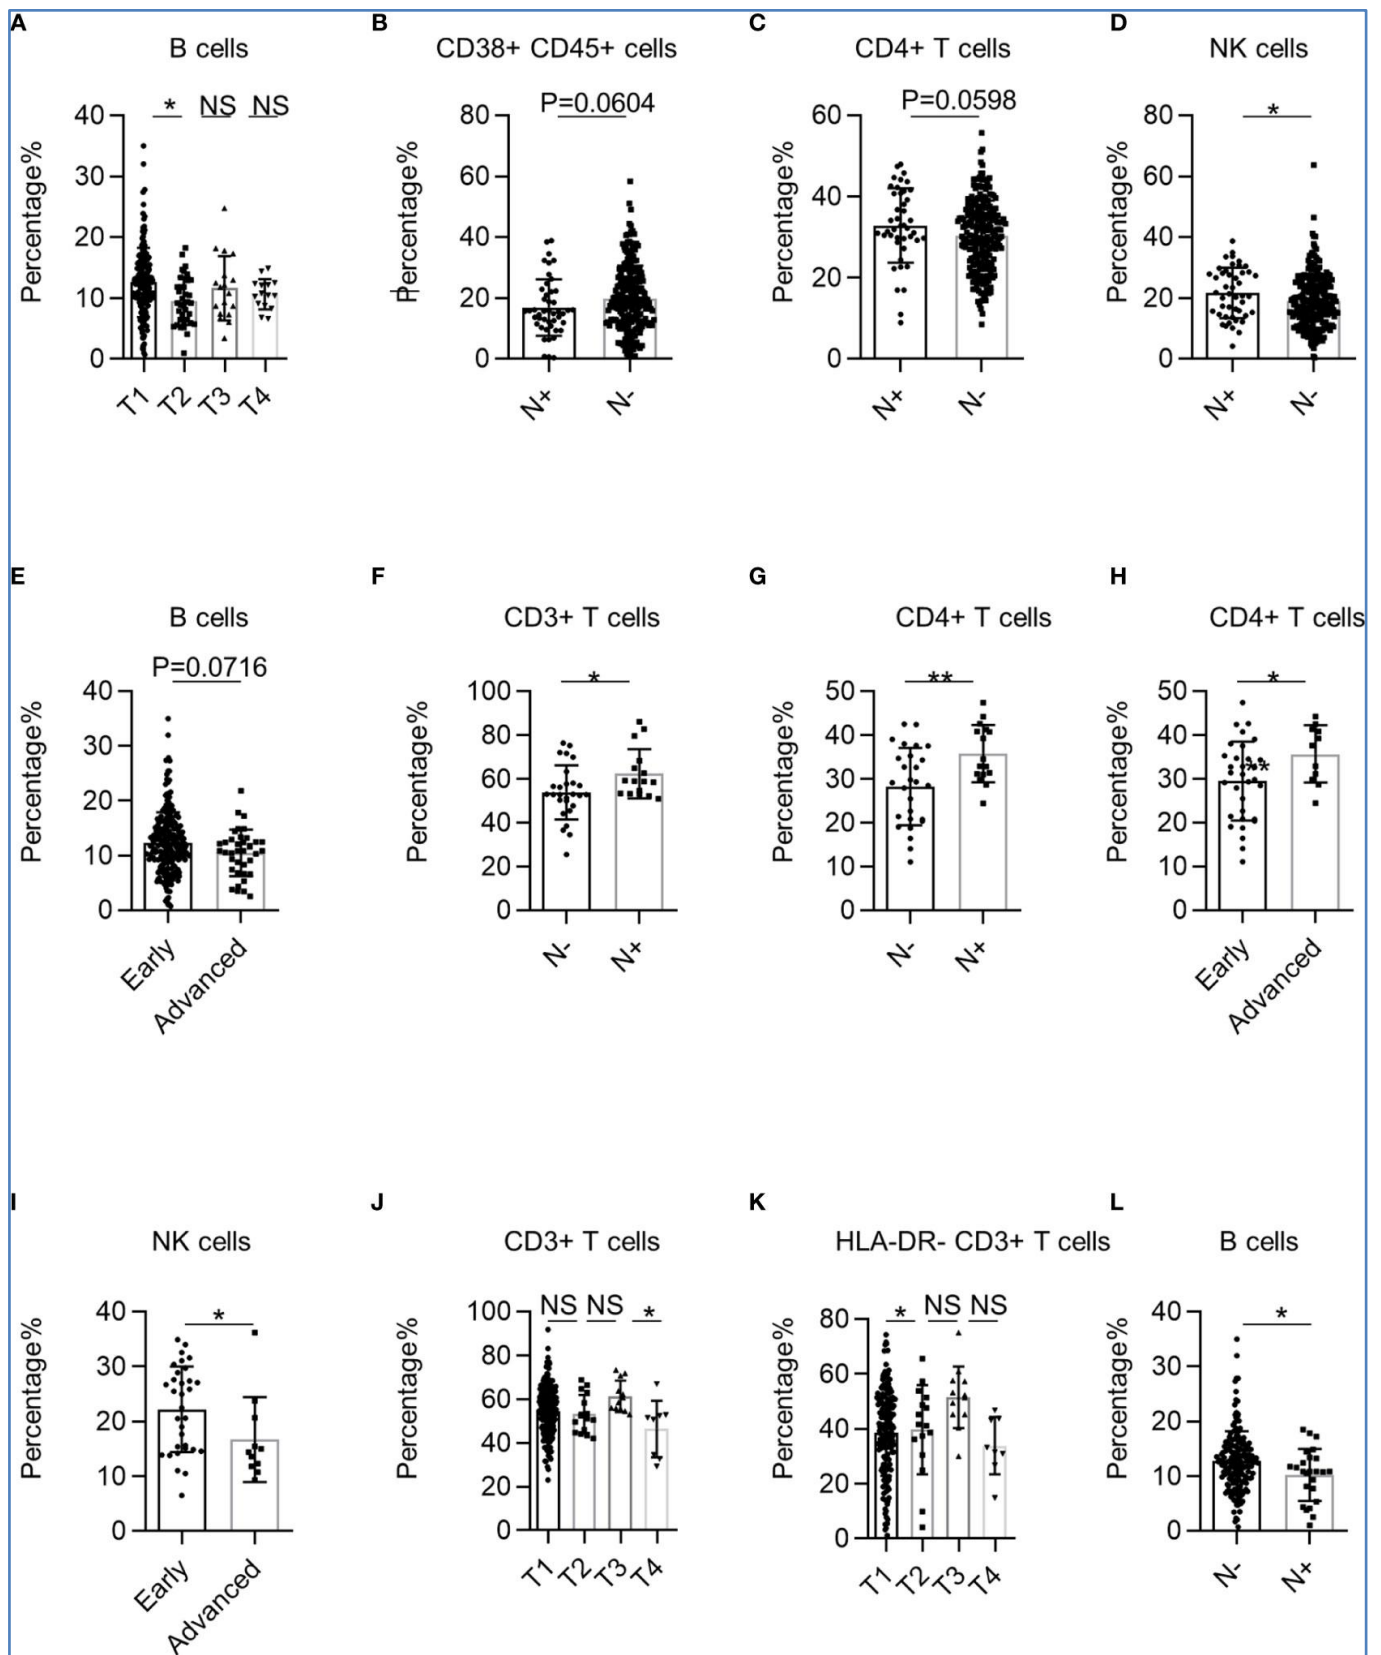 A B C D
B cells CD38+ CD45+ cells CD4+ T cells NK cells
* NS NS P=0.0604 P=0.0598 *
Percentage% Percentage% Percentage% Percentage%
40 80 60 80
30 60 40 60
20 40 20 40
10 20 0 20
0 0 0
T1 T2 T3 T4 N+ N- N+ N- N+ N-
E F G H
B cells CD3+ T cells CD4+ T cells CD4+ T cells
P=0.0716 * ** *
Percentage% Percentage% Percentage% Percentage%
40 100 50 50
30 80 40 40
20 60 30 30 **
10 40 20 20
0 20 10 10
0 0 0
Early Advanced N- N+ N- N+ Early Advanced
I J K L
NK cells CD3+ T cells HLA-DR- CD3+ T cells B cells
* NS NS * * NS NS *
Percentage% Percentage% Percentage% Percentage%
40 100 80 40
30 80 60 30
20 60 40 20
10 40 20 10
0 20 0 0
0
Early Advanced T1 T2 T3 T4 T1 T2 T3 T4 N- N+